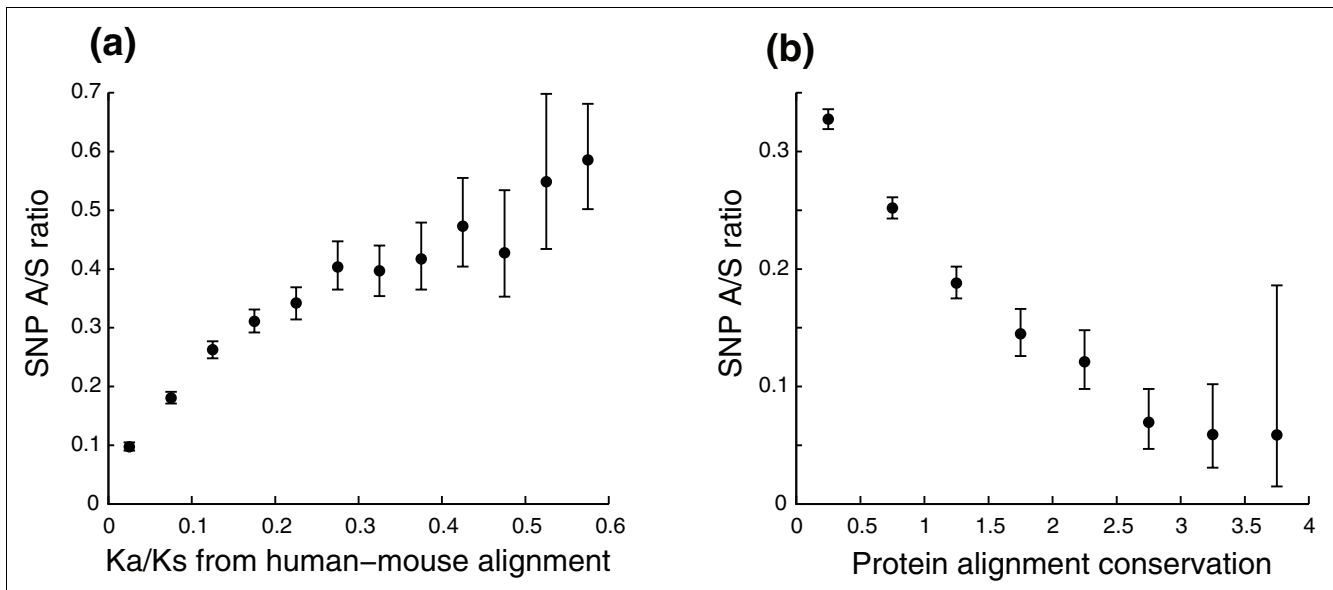 (a)
0.7
0.6
0.5
0.4
0.3
0.2
0.1
0
SNP A/S ratio
0 0.1 0.2 0.3 0.4 0.5 0.6
Ka/Ks from human−mouse alignment
(b)
0.3
0.2
0.1
0
SNP A/S ratio
0 0.5 1 1.5 2 2.5 3 3.5 4
Protein alignment conservation